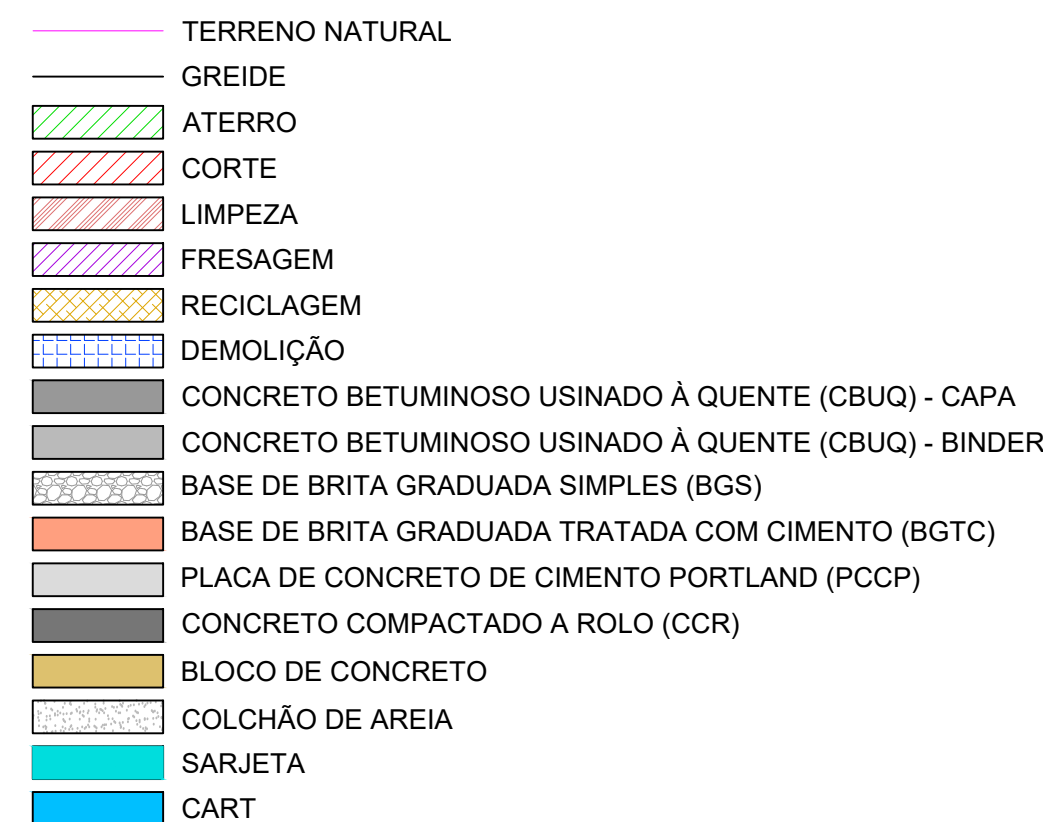 TERRENO NATURAL
GREIDE
ATERRO
CORTE
LIMPEZA
FRESAGEM
RECICLAGEM
DEMOLIÇÃO
CONCRETO BETUMINOSO USINADO À QUENTE (CBUQ) - CAPA
CONCRETO BETUMINOSO USINADO À QUENTE (CBUQ) - BINDER
BASE DE BRITA GRADUADA SIMPLES (BGS)
BASE DE BRITA GRADUADA TRATADA COM CIMENTO (BGTC)
PLACA DE CONCRETO DE CIMENTO PORTLAND (PCCP)
CONCRETO COMPACTADO A ROLO (CCR)
BLOCO DE CONCRETO
COLCHÃO DE AREIA
SARJETA
CART